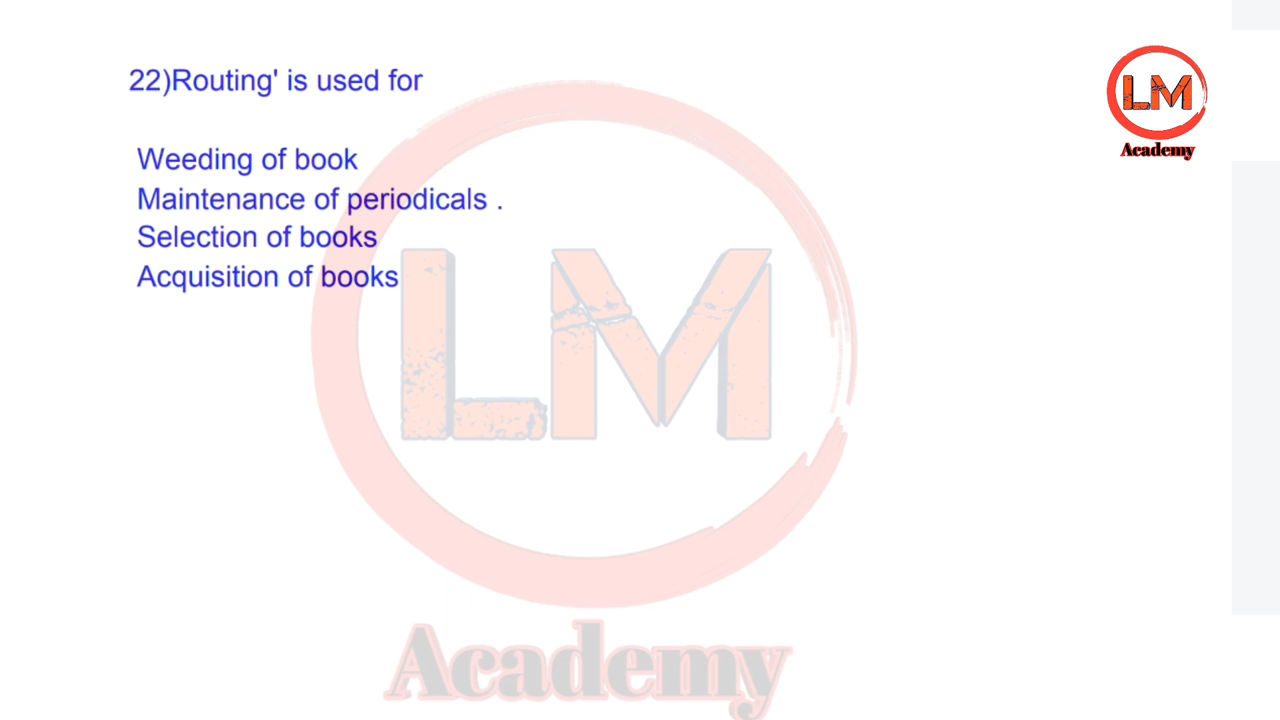 22)Routing' is used for
Weeding of book
Maintenance of periodicals .
Selection of books
Acquisition of books
LM
Academy
LM
Academy